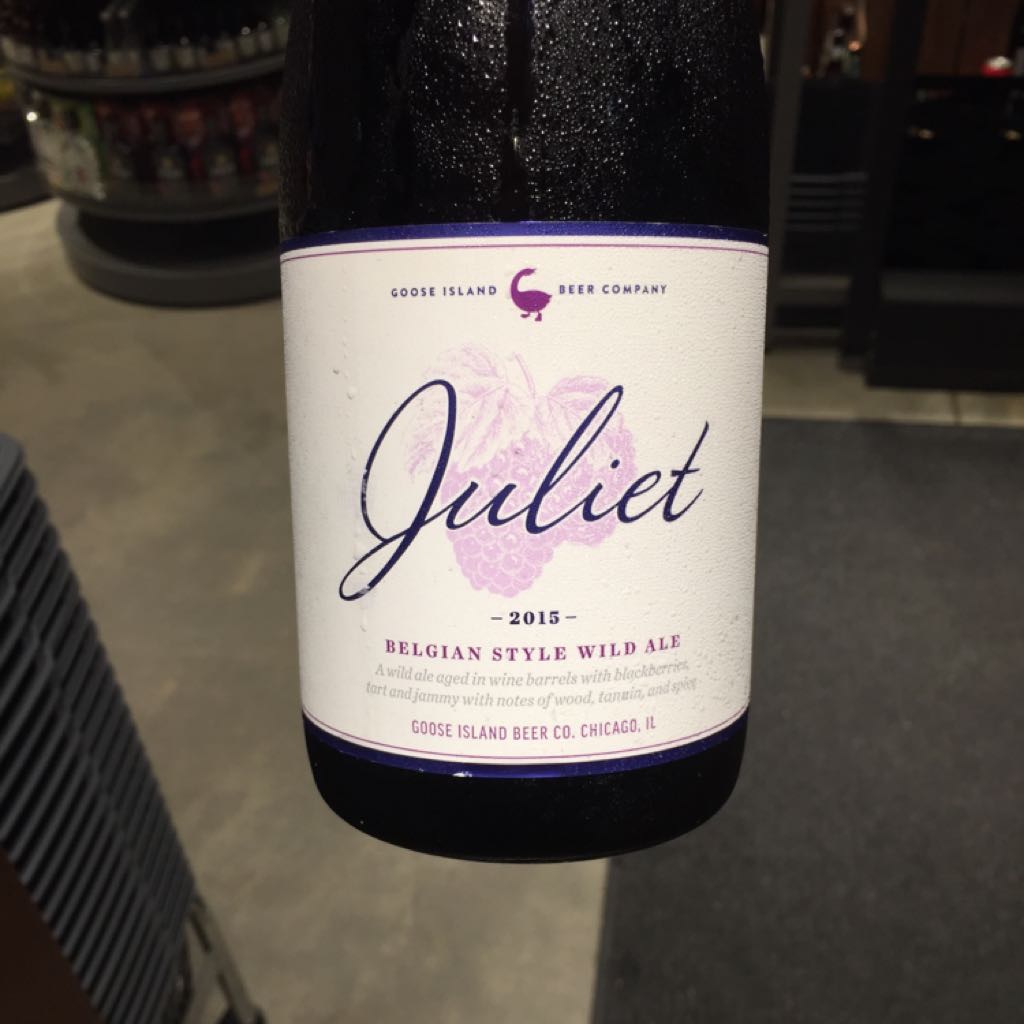 GOOSE ISLAND BEER COMPANY
Juliet
– 2015 –
BELGIAN STYLE WILD ALE
A wild ale aged in wine barrels with blackberries,
tart and jammy with notes of wood, tannin, and spice.
GOOSE ISLAND BEER CO. CHICAGO, IL